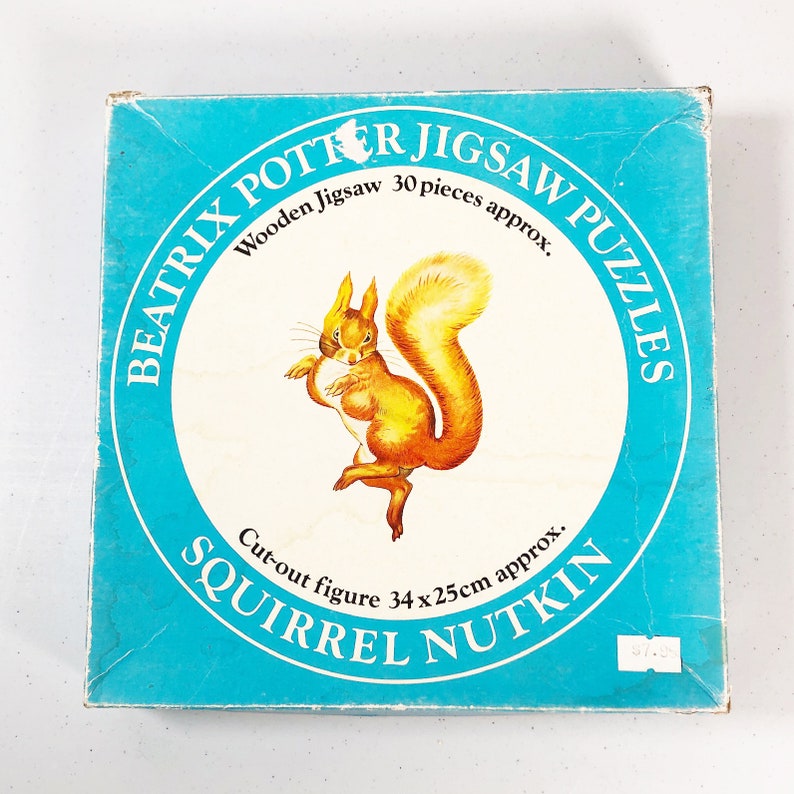 BEATRIX POTTER JIGSAW PUZZLES
Wooden Jigsaw 30 pieces approx.
Cut-out figure 34 x 25cm approx.
SQUIRREL NUTKIN